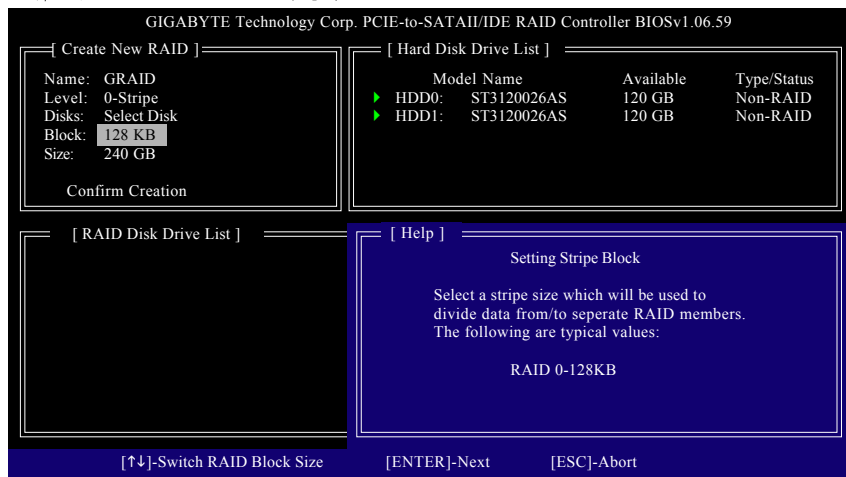 GIGABYTE Technology Corp. PCIE-to-SATAII/IDE RAID Controller BIOSv1.06.59
[ Create New RAID ]
Name: GRAID
Level: 0-Stripe
Disks: Select Disk
Block: 128 KB
Size: 240 GB
Confirm Creation
[ Hard Disk Drive List ]
Model Name Available Type/Status
HDD0: ST3120026AS 120 GB Non-RAID
HDD1: ST3120026AS 120 GB Non-RAID
[ RAID Disk Drive List ]
[ Help ]
Setting Stripe Block
Select a stripe size which will be used to
divide data from/to seperate RAID members.
The following are typical values:
RAID 0-128KB
[↑↓]-Switch RAID Block Size [ENTER]-Next [ESC]-Abort